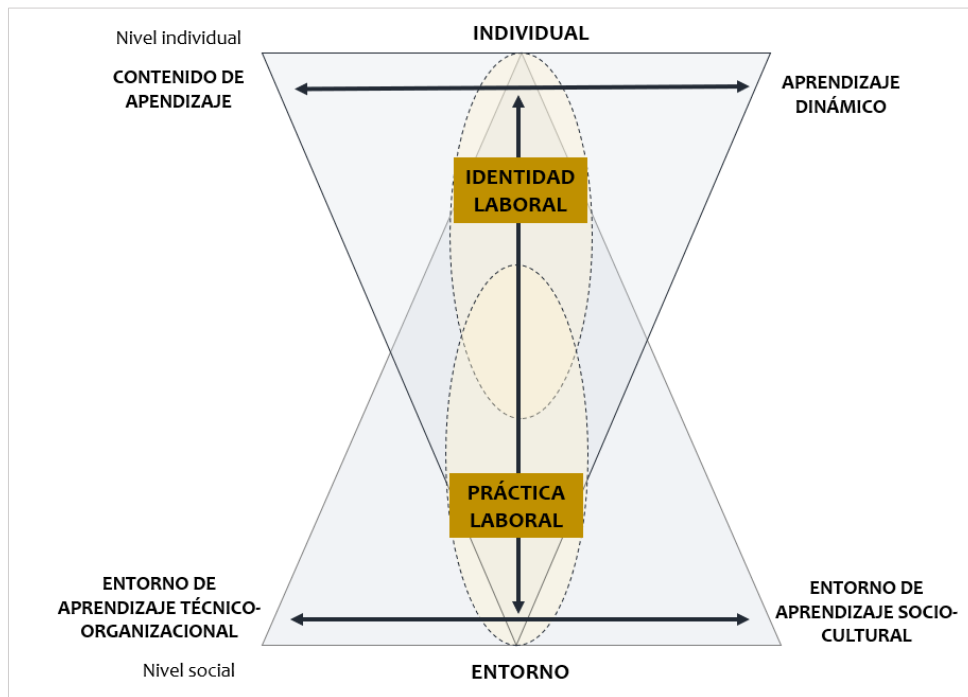 Nivel individual
INDIVIDUAL
CONTENIDO DE
APENDIZAJE
APRENDIZAJE
DINÁMICO
IDENTIDAD
LABORAL
PRÁCTICA
LABORAL
ENTORNO DE
APRENDIZAJE TÉCNICO-
ORGANIZACIONAL
ENTORNO DE
APRENDIZAJE SOCIO-
CULTURAL
Nivel social
ENTORNO